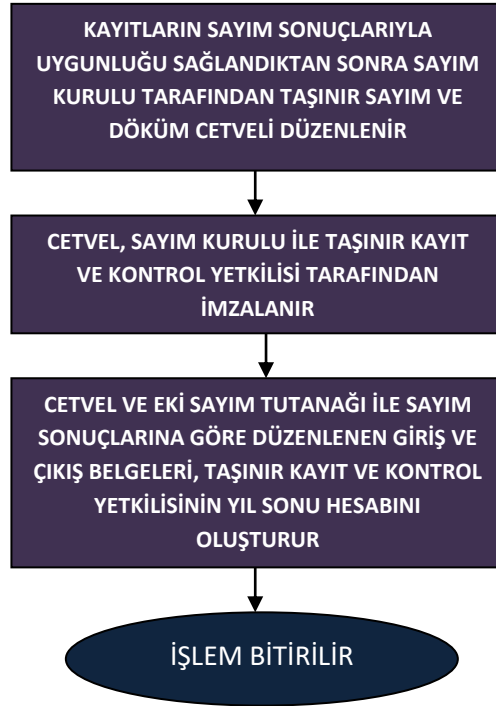 KAYITLARIN SAYIM SONUÇLARIYLA
UYGUNLUĞU SAĞLANDIKTAN SONRA SAYIM
KURULU TARAFINDAN TAŞINIR SAYIM VE
DÖKÜM CETVELİ DÜZENLENİR
CETVEL, SAYIM KURULU İLE TAŞINIR KAYIT
VE KONTROL YETKİLİSİ TARAFINDAN
İMZALANIR
CETVEL VE EKİ SAYIM TUTANAĞI İLE SAYIM
SONUÇLARINA GÖRE DÜZENLENEN GİRİŞ VE
ÇIKIŞ BELGELERİ, TAŞINIR KAYIT VE KONTROL
YETKİLİSİNİN YIL SONU HESABINI
OLUŞTURUR
İŞLEM BİTİRİLİR